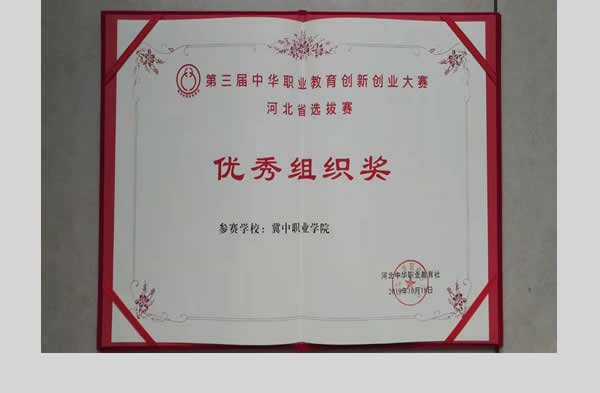 第三届中华职业教育创新创业大赛
河北省选拔赛
优秀组织奖
参赛学校：冀中职业学院
河北中华职业教育社
2019年10月18日